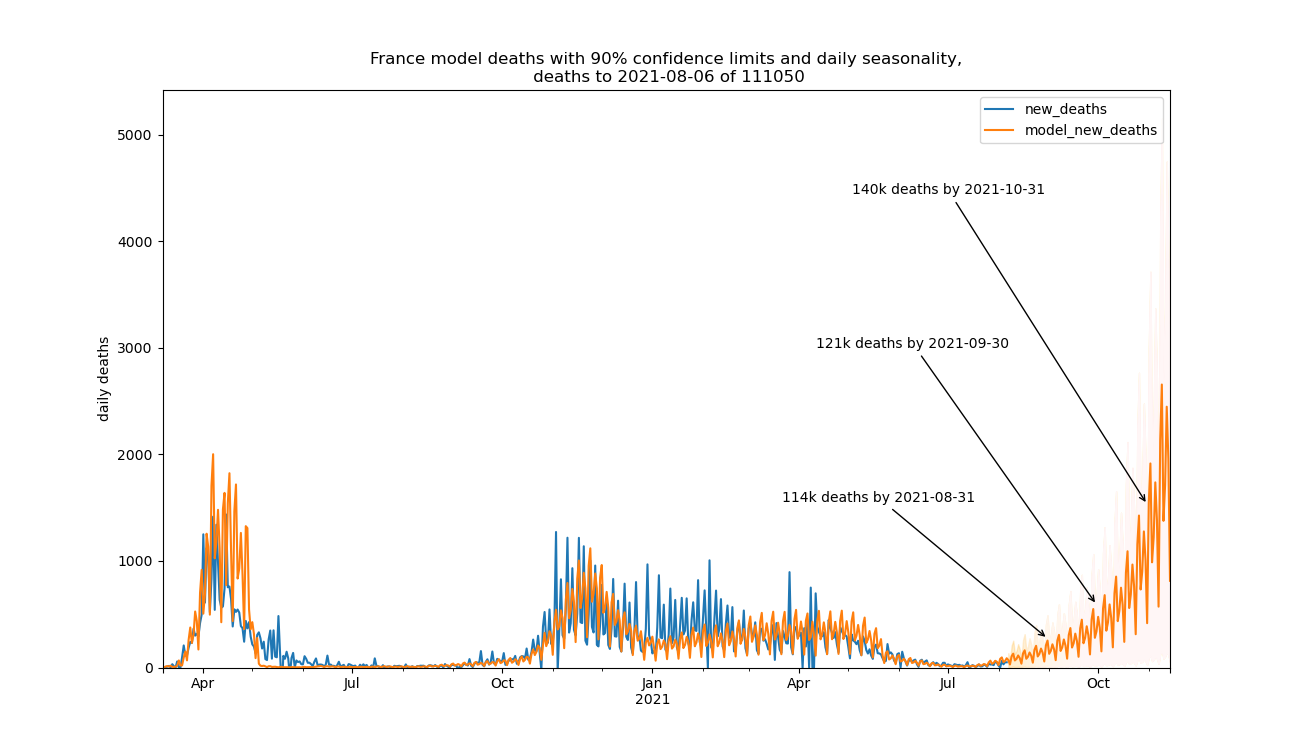 France model deaths with 90% confidence limits and daily seasonality,
deaths to 2021-08-06 of 111050
new_deaths
model_new_deaths
5000
4000
3000
2000
1000
0
daily deaths
140k deaths by 2021-10-31
121k deaths by 2021-09-30
114k deaths by 2021-08-31
Apr Jul Oct Jan Apr Jul Oct
2021